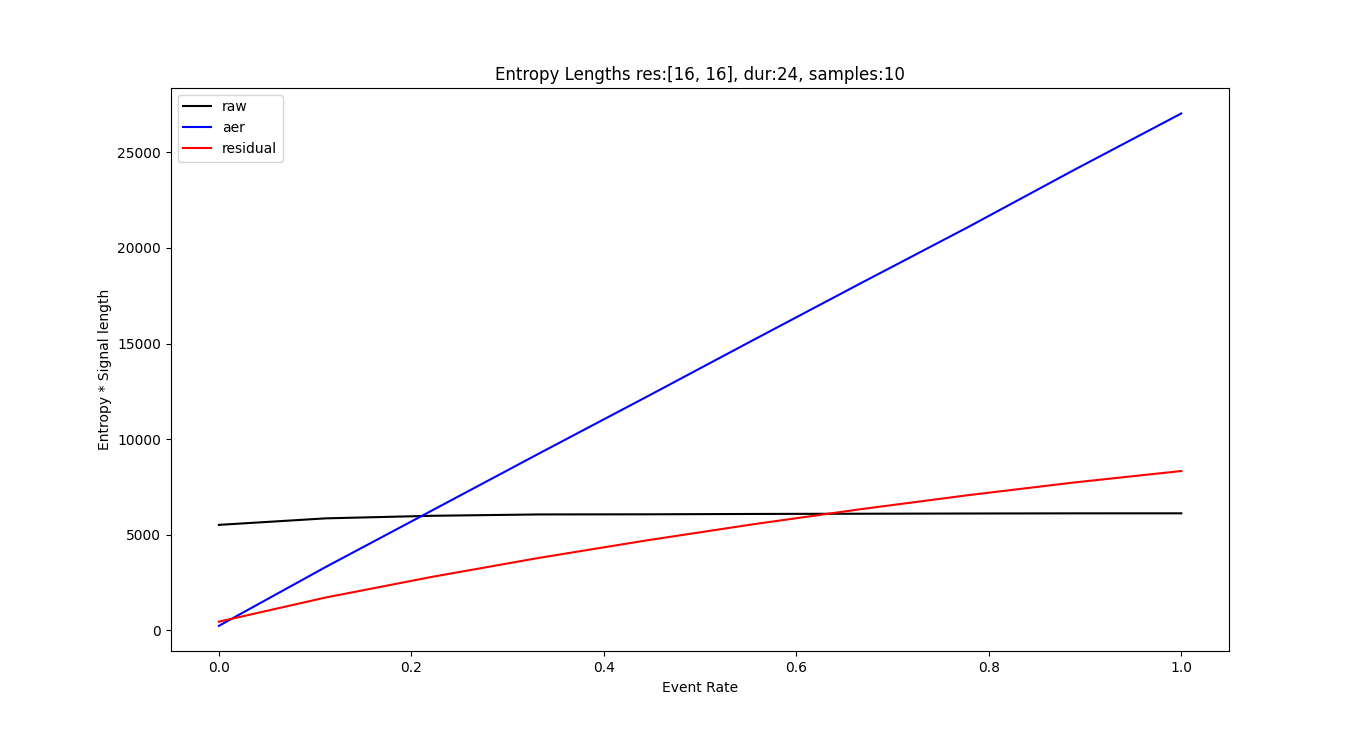 Entropy Lengths res:[16, 16], dur:24, samples:10
raw
aer
residual
25000
20000
15000
10000
5000
0
Entropy * Signal length
0.0 0.2 0.4 0.6 0.8 1.0
Event Rate